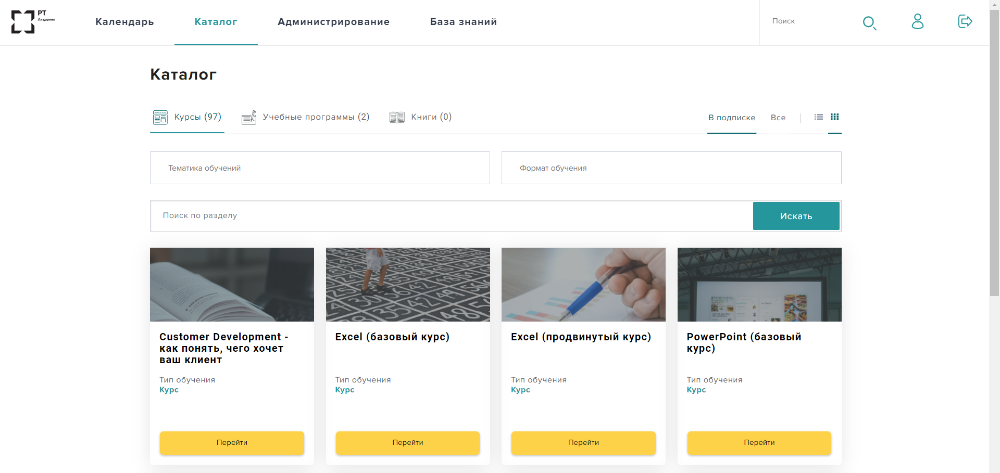 РТ
Академия
Календарь
Каталог
Администрирование
База знаний
Поиск
Каталог
Курсы (97)
Учебные программы (2)
Книги (0)
В подписке
Все
Тематика обучений
Формат обучения
Поиск по разделу
Искать
Customer Development -
как понять, чего хочет
ваш клиент
Тип обучения
Курс
Перейти
Excel (базовый курс)
Тип обучения
Курс
Перейти
Excel (продвинутый курс)
Тип обучения
Курс
Перейти
PowerPoint (базовый
курс)
Тип обучения
Курс
Перейти